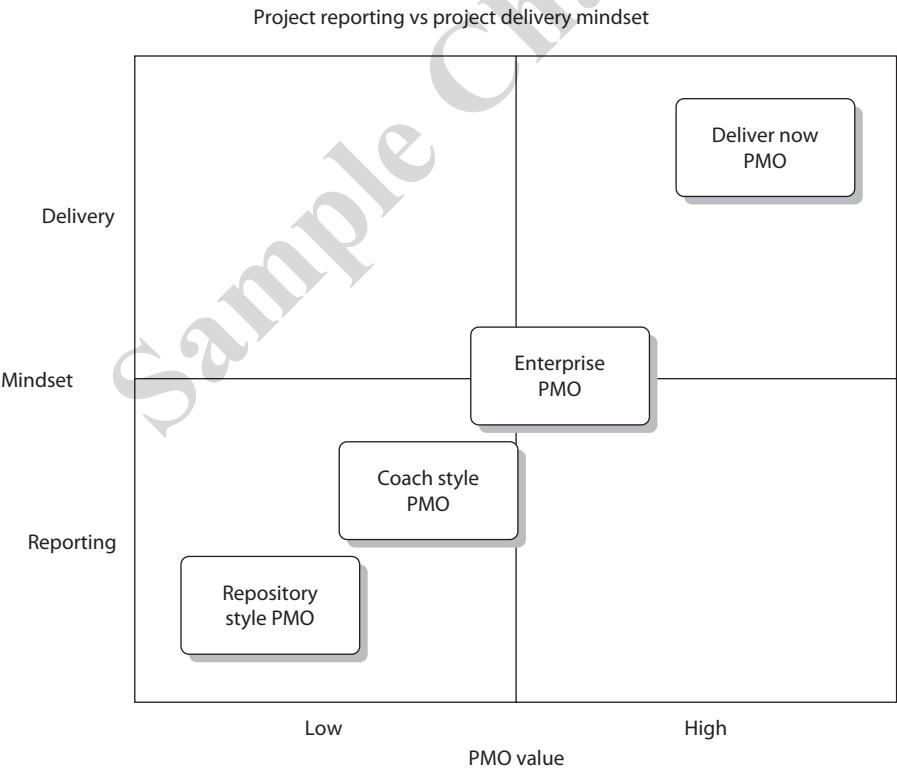 Project reporting vs project delivery mindset
Deliver now
PMO
Delivery
Enterprise
PMO
Mindset
Coach style
PMO
Reporting
Repository
style PMO
Low
High
PMO value
Sample